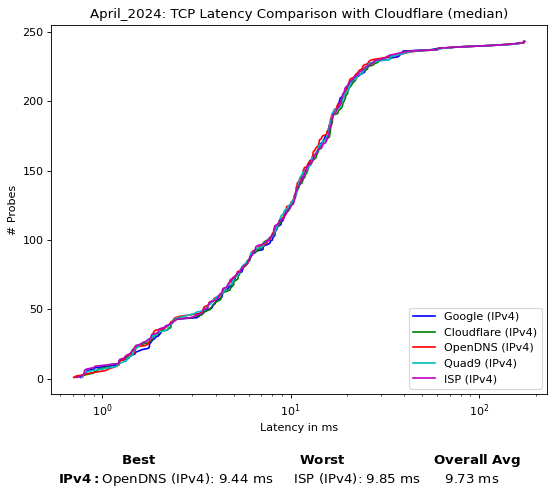 April_2024: TCP Latency Comparison with Cloudflare (median)
250
200
150
100
50
0
# Probes
10⁰ 10¹ 10²
Latency in ms
Google (IPv4)
Cloudflare (IPv4)
OpenDNS (IPv4)
Quad9 (IPv4)
ISP (IPv4)
Best Worst Overall Avg
IPv4: OpenDNS (IPv4): 9.44 ms ISP (IPv4): 9.85 ms 9.73 ms